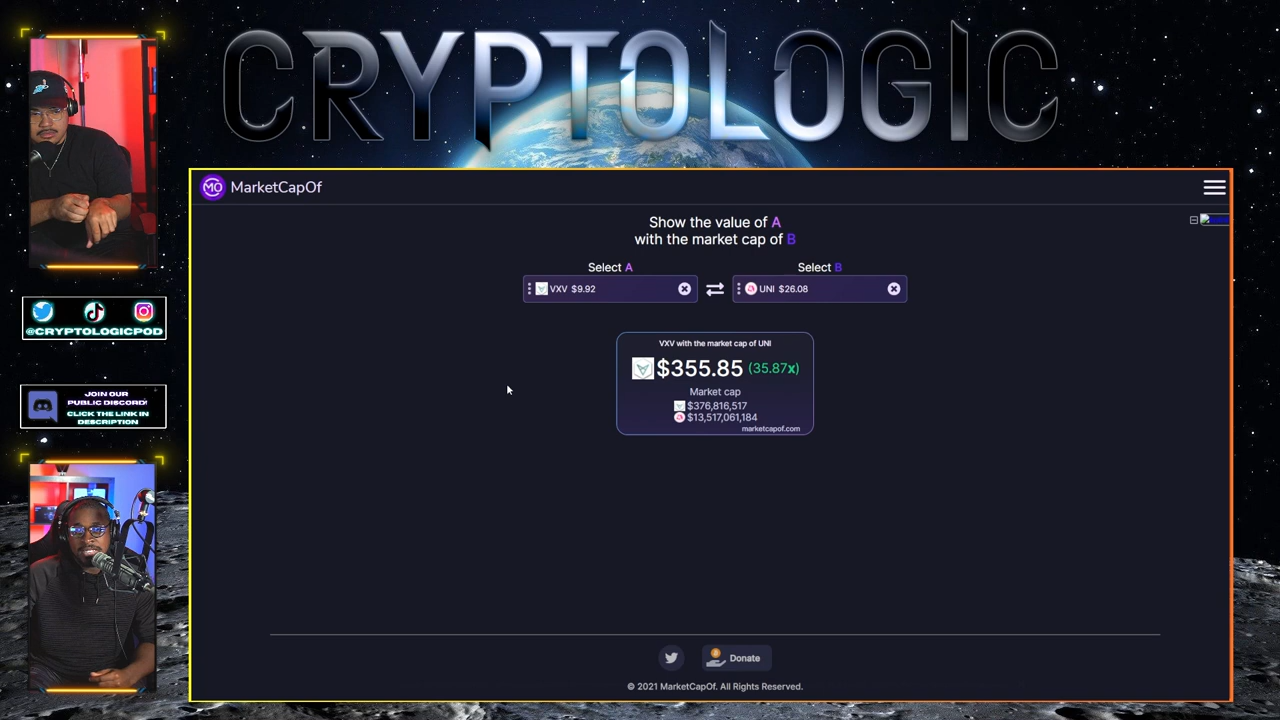 CRYPTOLOGIC
MO MarketCapOf
Show the value of A
with the market cap of B
Select A
Select B
VXV $9.92
UNI $26.08
VXV with the market cap of UNI
$355.85 (35.87x)
Market cap
$376,816,517
$13,517,061,184
marketcapof.com
Donate
© 2021 MarketCapOf. All Rights Reserved.
@CRYPTOLOGICPOD
JOIN OUR
PUBLIC DISCORD!
CLICK THE LINK IN
DESCRIPTION